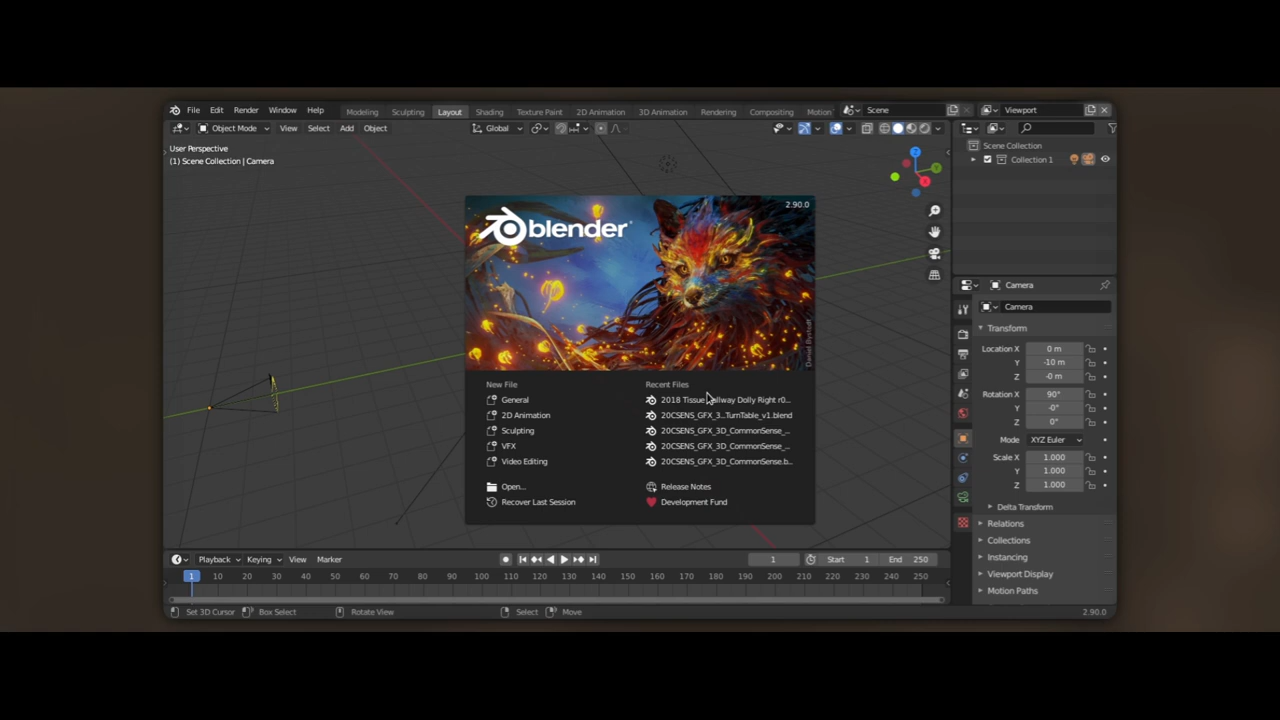 File Edit Render Window Help Modeling Sculpting Layout Shading Texture Paint UV Editing 2D Animation 3D Animation Rendering Compositing Motion Scene Viewport
Object Mode View Select Add Object Global
User Perspective
(1) Scene Collection | Camera
Scene Collection
Collection 1
Z
Y
X
blender
2.90.0
Daniel Bystedt
New File
General
2D Animation
Sculpting
VFX
Video Editing
Open...
Recover Last Session
Recent Files
20CSENS_GFX_3...TurnTable_v1.blend
20CSENS_GFX_3D_CommonSense_...
20CSENS_GFX_3D_CommonSense_...
20CSENS_GFX_3D_CommonSense.b...
Release Notes
Development Fund
Camera
Camera
Transform
Location X 0 m
Y -10 m
Z -0 m
Rotation X 90°
Y -0°
Z 0°
Mode XYZ Euler
Scale X 1.000
Y 1.000
Z 1.000
Delta Transform
Relations
Collections
Instancing
Viewport Display
Motion Paths
Playback Keying View Marker 1 Start 1 End 250
1 10 20 30 40 50 60 70 80 90 100 110 120 130 140 150 160 170 180 190 200 210 220 230 240 250
Set 3D Cursor Box Select Rotate View Select Move 2.90.0